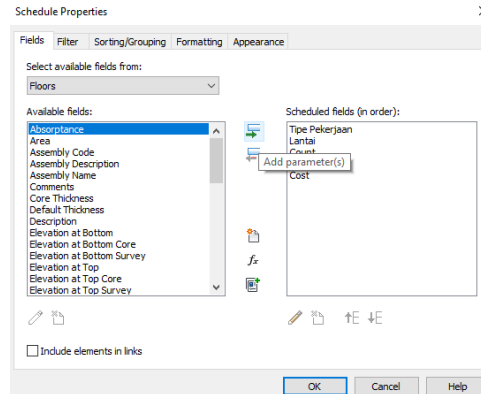 Schedule Properties
Fields Filter Sorting/Grouping Formatting Appearance
Select available fields from:
Floors
Available fields:
Absorptance
Area
Assembly Code
Assembly Description
Assembly Name
Comments
Core Thickness
Default Thickness
Description
Elevation at Bottom
Elevation at Bottom Core
Elevation at Bottom Survey
Elevation at Top
Elevation at Top Core
Elevation at Top Survey
Add parameter(s)
fx
Scheduled fields (in order):
Tipe Pekerjaan
Lantai
Count
Cost
Include elements in links
OK Cancel Help